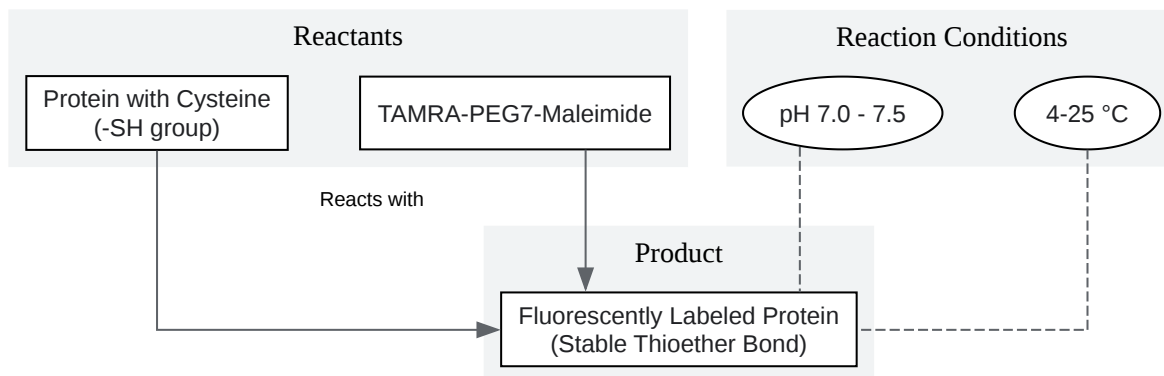 Reactants
Protein with Cysteine
(-SH group)
TAMRA-PEG7-Maleimide
Reaction Conditions
pH 7.0 - 7.5
4-25 °C
Reacts with
Product
Fluorescently Labeled Protein
(Stable Thioether Bond)